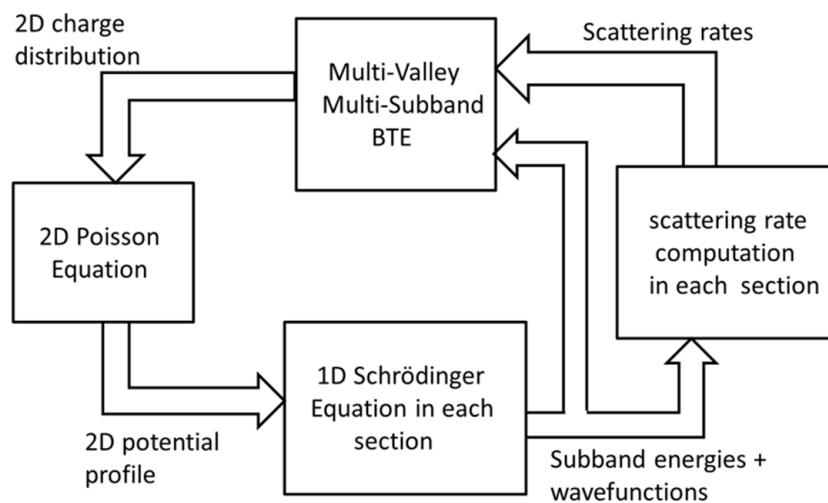 2D charge
distribution
Multi-Valley
Multi-Subband
BTE
Scattering rates
2D Poisson
Equation
scattering rate
computation
in each section
1D Schrödinger
Equation in each
section
2D potential
profile
Subband energies +
wavefunctions